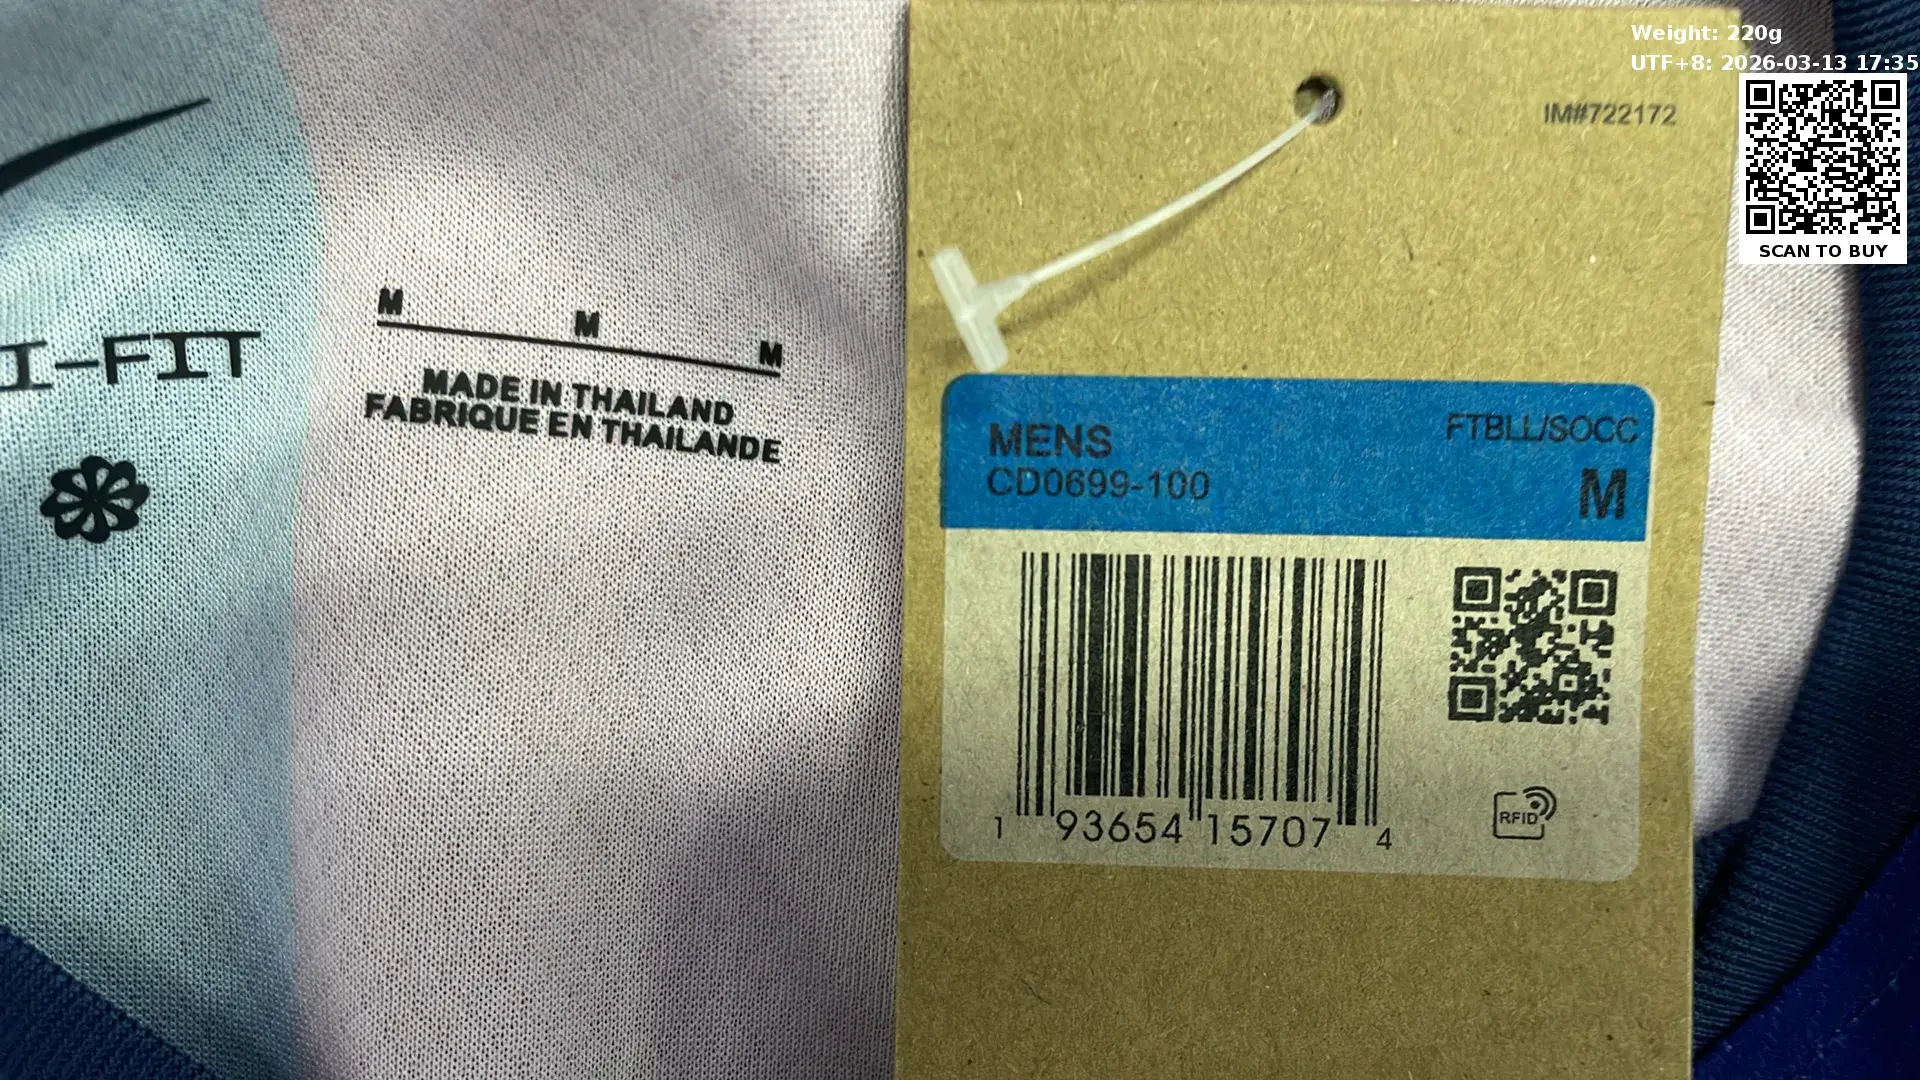 Weight: 220g
UTF+8: 2026-03-13 17:35
SCAN TO BUY
IM#722172
I-FIT
M M M
MADE IN THAILAND
FABRIQUE EN THAILANDE
MENS
FTBLL/SOCC
CD0699-100
M
1 93654 15707 4
RFID